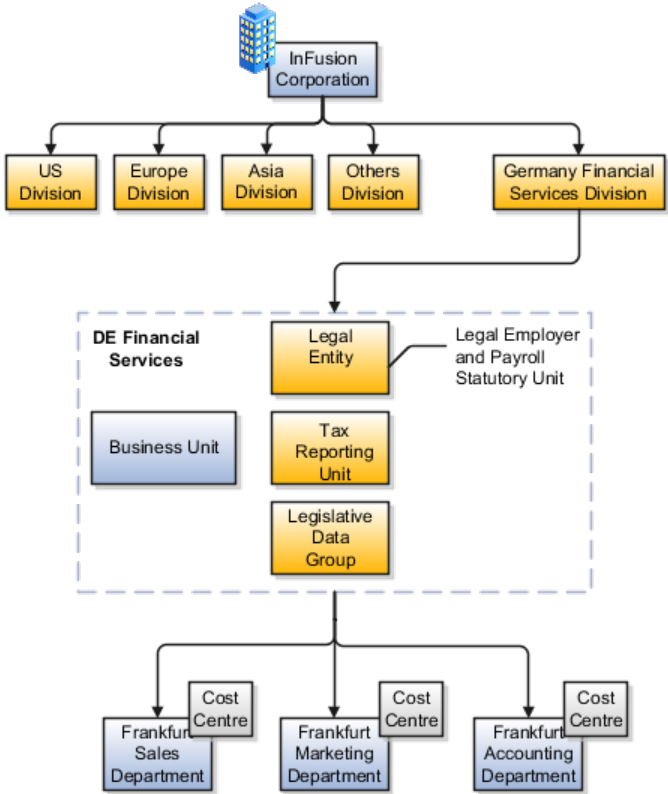 InFusion
Corporation
US
Division
Europe
Division
Asia
Division
Others
Division
Germany Financial
Services Division
DE Financial
Services
Legal
Entity
Legal Employer
and Payroll
Statutory Unit
Business Unit
Tax
Reporting
Unit
Legislative
Data
Group
Cost
Centre
Frankfurt
Sales
Department
Cost
Centre
Frankfurt
Marketing
Department
Cost
Centre
Frankfurt
Accounting
Department